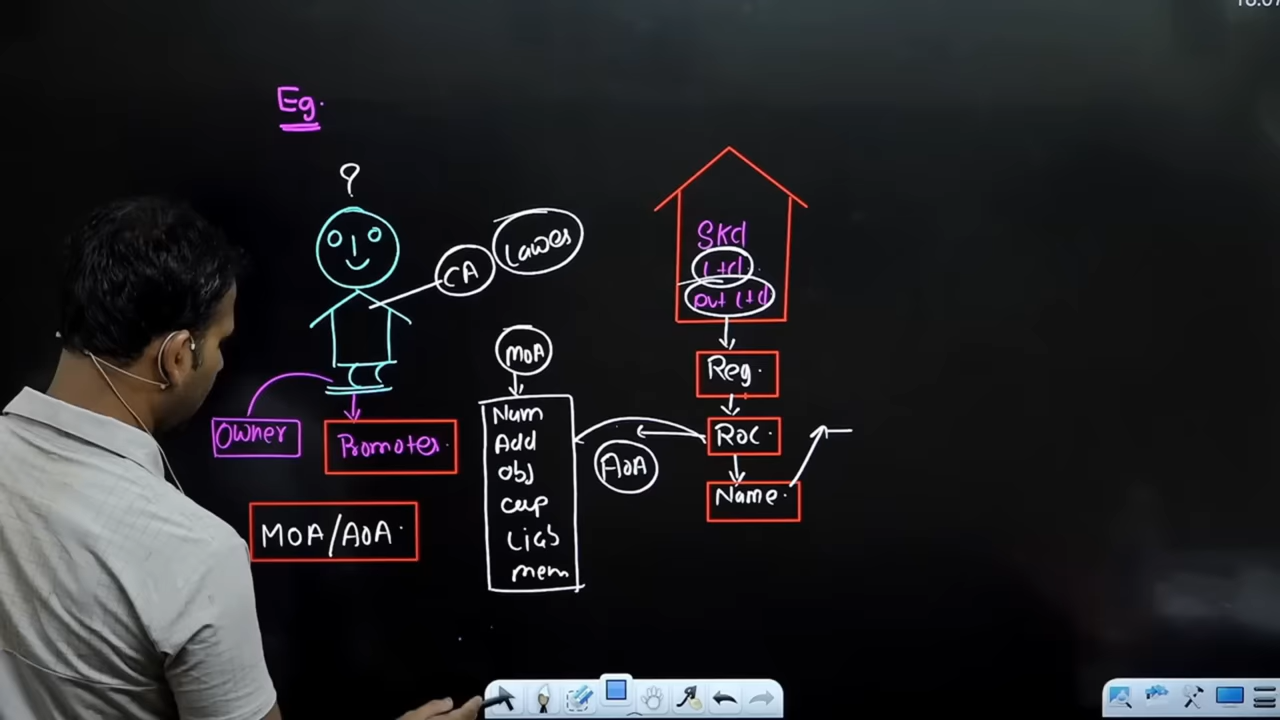 Eg.
?
CA
Lawer
SKd
Ltd.
pvt Ltd
MOA
Num
Add
Obj
cap
Liab
mem
Reg.
ROC.
AOA
Name.
Owner
Promoter.
MOA/AOA.